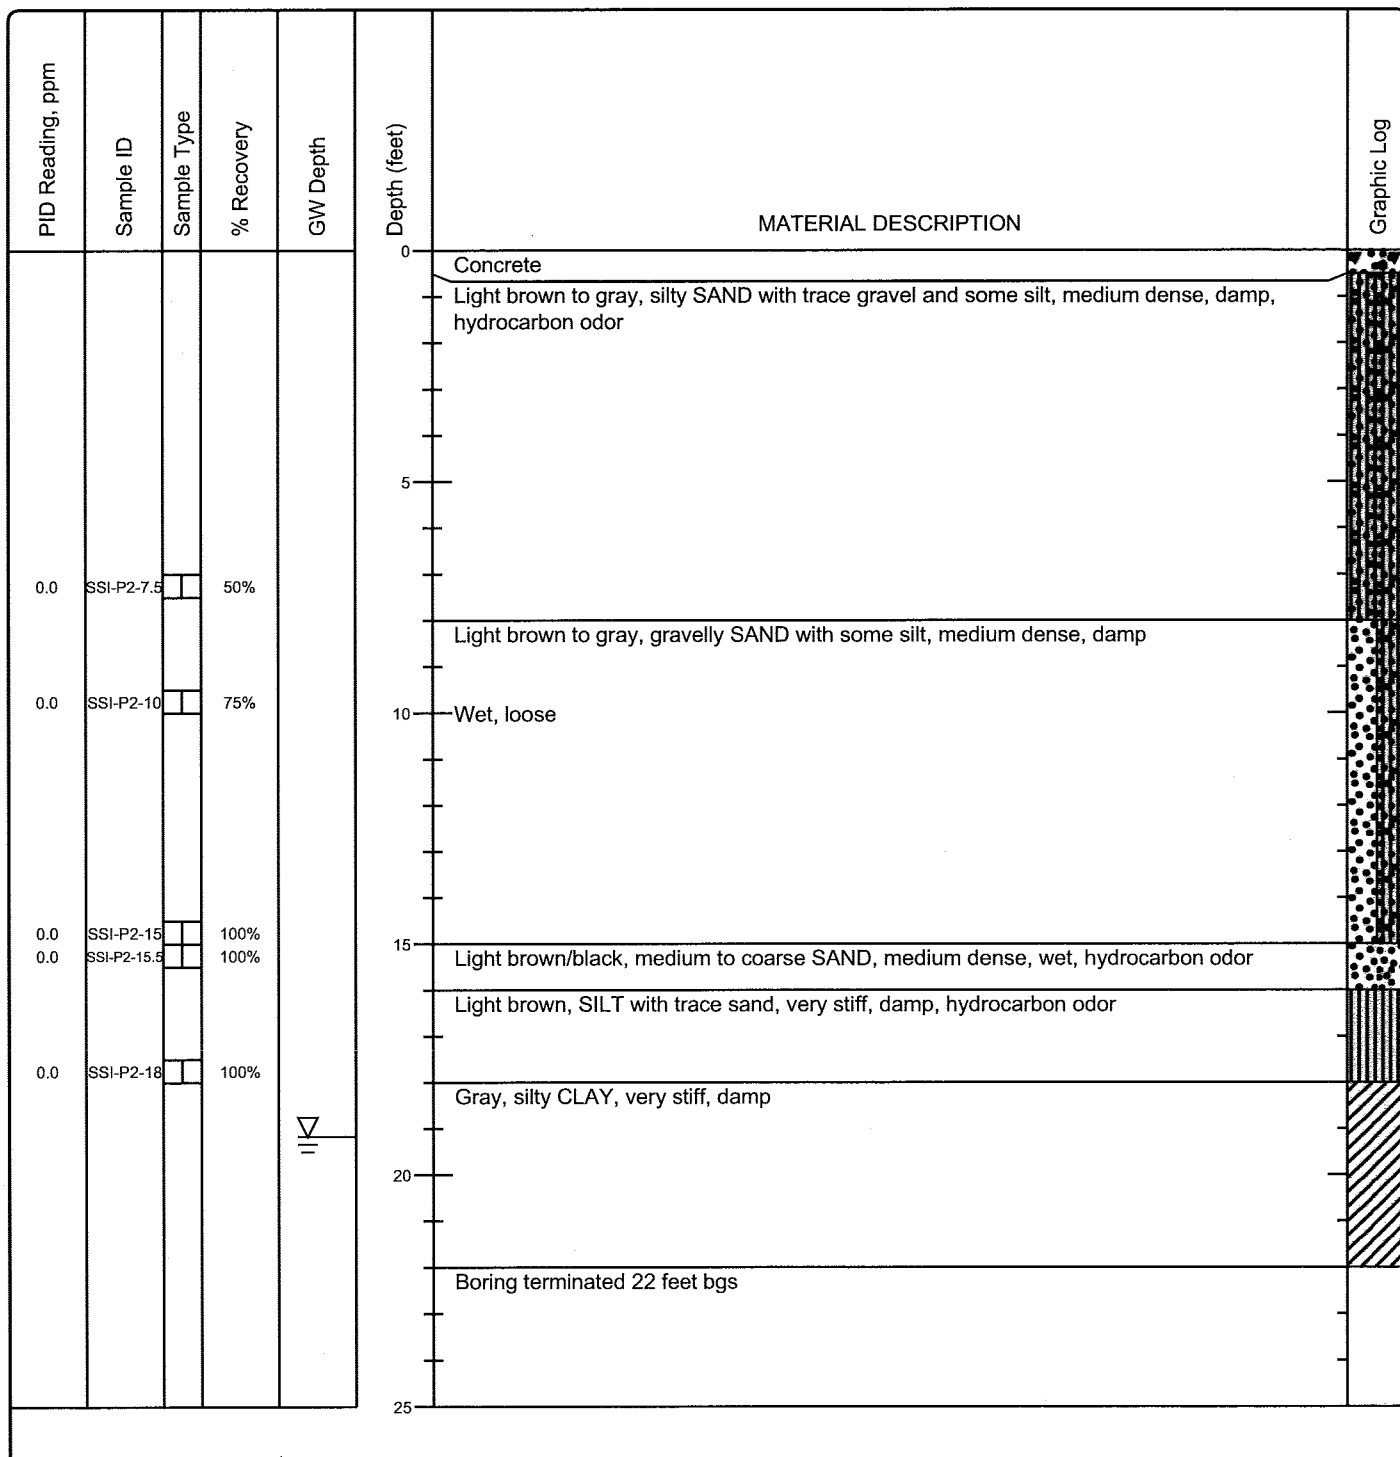 PID Reading, ppm
Sample ID
Sample Type
% Recovery
GW Depth
Depth (feet)
MATERIAL DESCRIPTION
Graphic Log
0
Concrete
Light brown to gray, silty SAND with trace gravel and some silt, medium dense, damp,
hydrocarbon odor
5
0.0 SSI-P2-7.5 50%
Light brown to gray, gravelly SAND with some silt, medium dense, damp
0.0 SSI-P2-10 75%
10 Wet, loose
0.0 SSI-P2-15 100%
15
0.0 SSI-P2-15.5 100%
Light brown/black, medium to coarse SAND, medium dense, wet, hydrocarbon odor
Light brown, SILT with trace sand, very stiff, damp, hydrocarbon odor
0.0 SSI-P2-18 100%
Gray, silty CLAY, very stiff, damp
20
Boring terminated 22 feet bgs
25